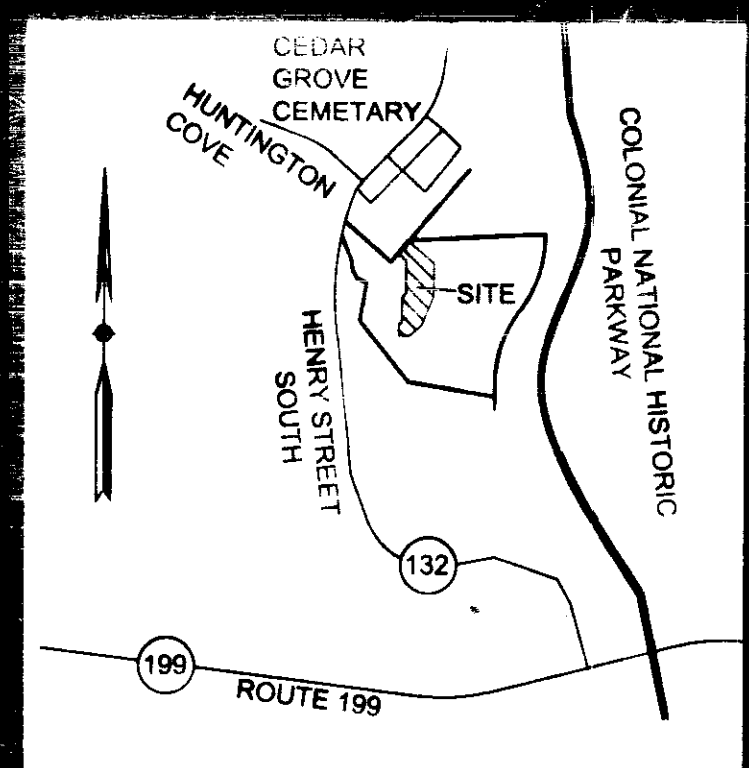 CEDAR
GROVE
CEMETARY
HUNTINGTON
COVE
COLONIAL NATIONAL HISTORIC
PARKWAY
SITE
HENRY STREET
SOUTH
132
199
ROUTE 199